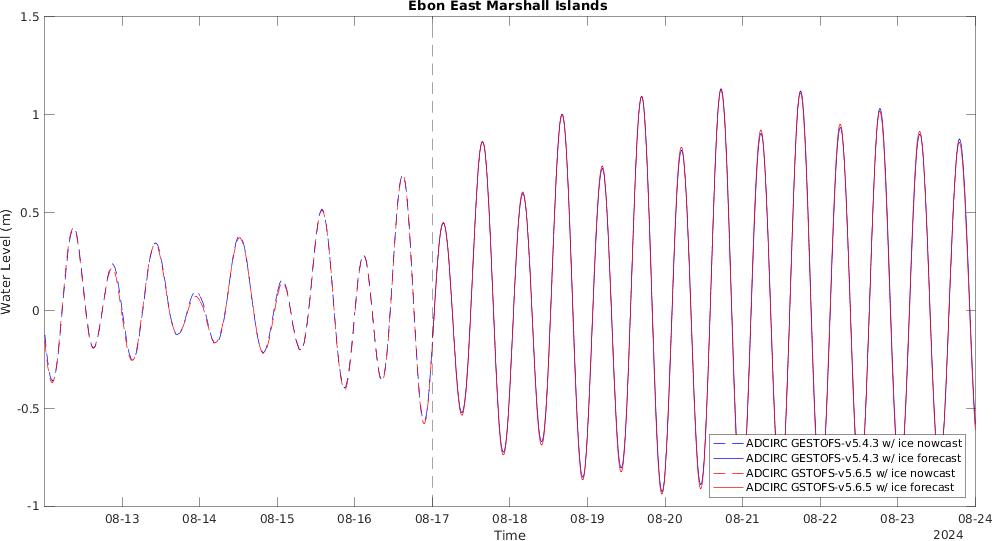 Ebon East Marshall Islands
Water Level (m)
1.5
1
0.5
0
-0.5
-1
ADCIRC GESTOFS-v5.4.3 w/ ice nowcast
ADCIRC GESTOFS-v5.4.3 w/ ice forecast
ADCIRC GSTOFS-v5.6.5 w/ ice nowcast
ADCIRC GSTOFS-v5.6.5 w/ ice forecast
08-13 08-14 08-15 08-16 08-17 08-18 08-19 08-20 08-21 08-22 08-23 08-24
Time
2024